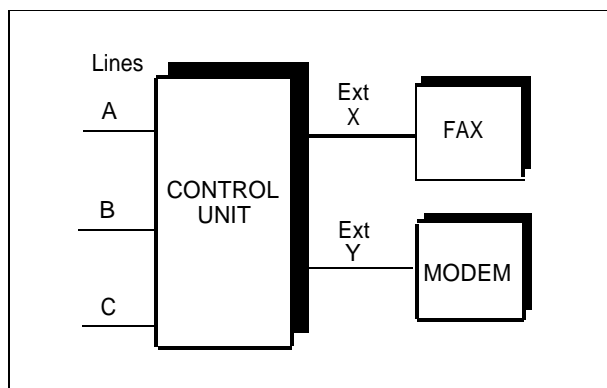 Lines
A
B
C
CONTROL
UNIT
Ext
X
FAX
Ext
Y
MODEM